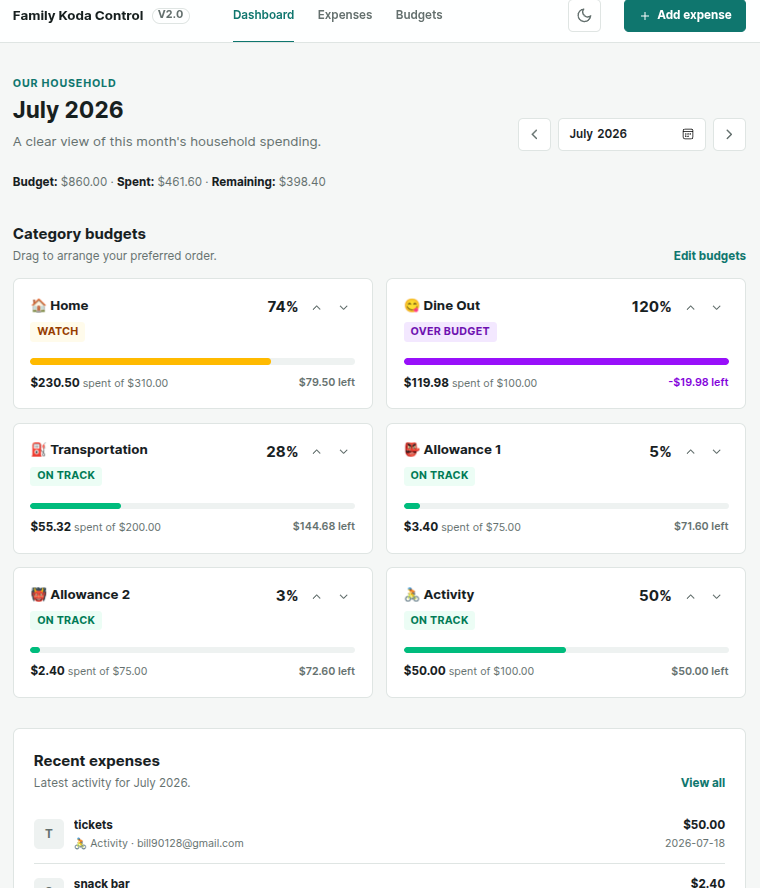 Family Koda Control V2.0 Dashboard Expenses Budgets + Add expense
OUR HOUSEHOLD
July 2026
A clear view of this month's household spending.
July 2026
Budget: $860.00 · Spent: $461.60 · Remaining: $398.40
Category budgets
Drag to arrange your preferred order.
Edit budgets
🏠 Home 74%
WATCH
$230.50 spent of $310.00 $79.50 left
😋 Dine Out 120%
OVER BUDGET
$119.98 spent of $100.00 -$19.98 left
⛽ Transportation 28%
ON TRACK
$55.32 spent of $200.00 $144.68 left
👺 Allowance 1 5%
ON TRACK
$3.40 spent of $75.00 $71.60 left
👹 Allowance 2 3%
ON TRACK
$2.40 spent of $75.00 $72.60 left
🚴 Activity 50%
ON TRACK
$50.00 spent of $100.00 $50.00 left
Recent expenses
Latest activity for July 2026.
View all
T
tickets $50.00
🚴 Activity · bill90128@gmail.com 2026-07-18
snack bar $2.40